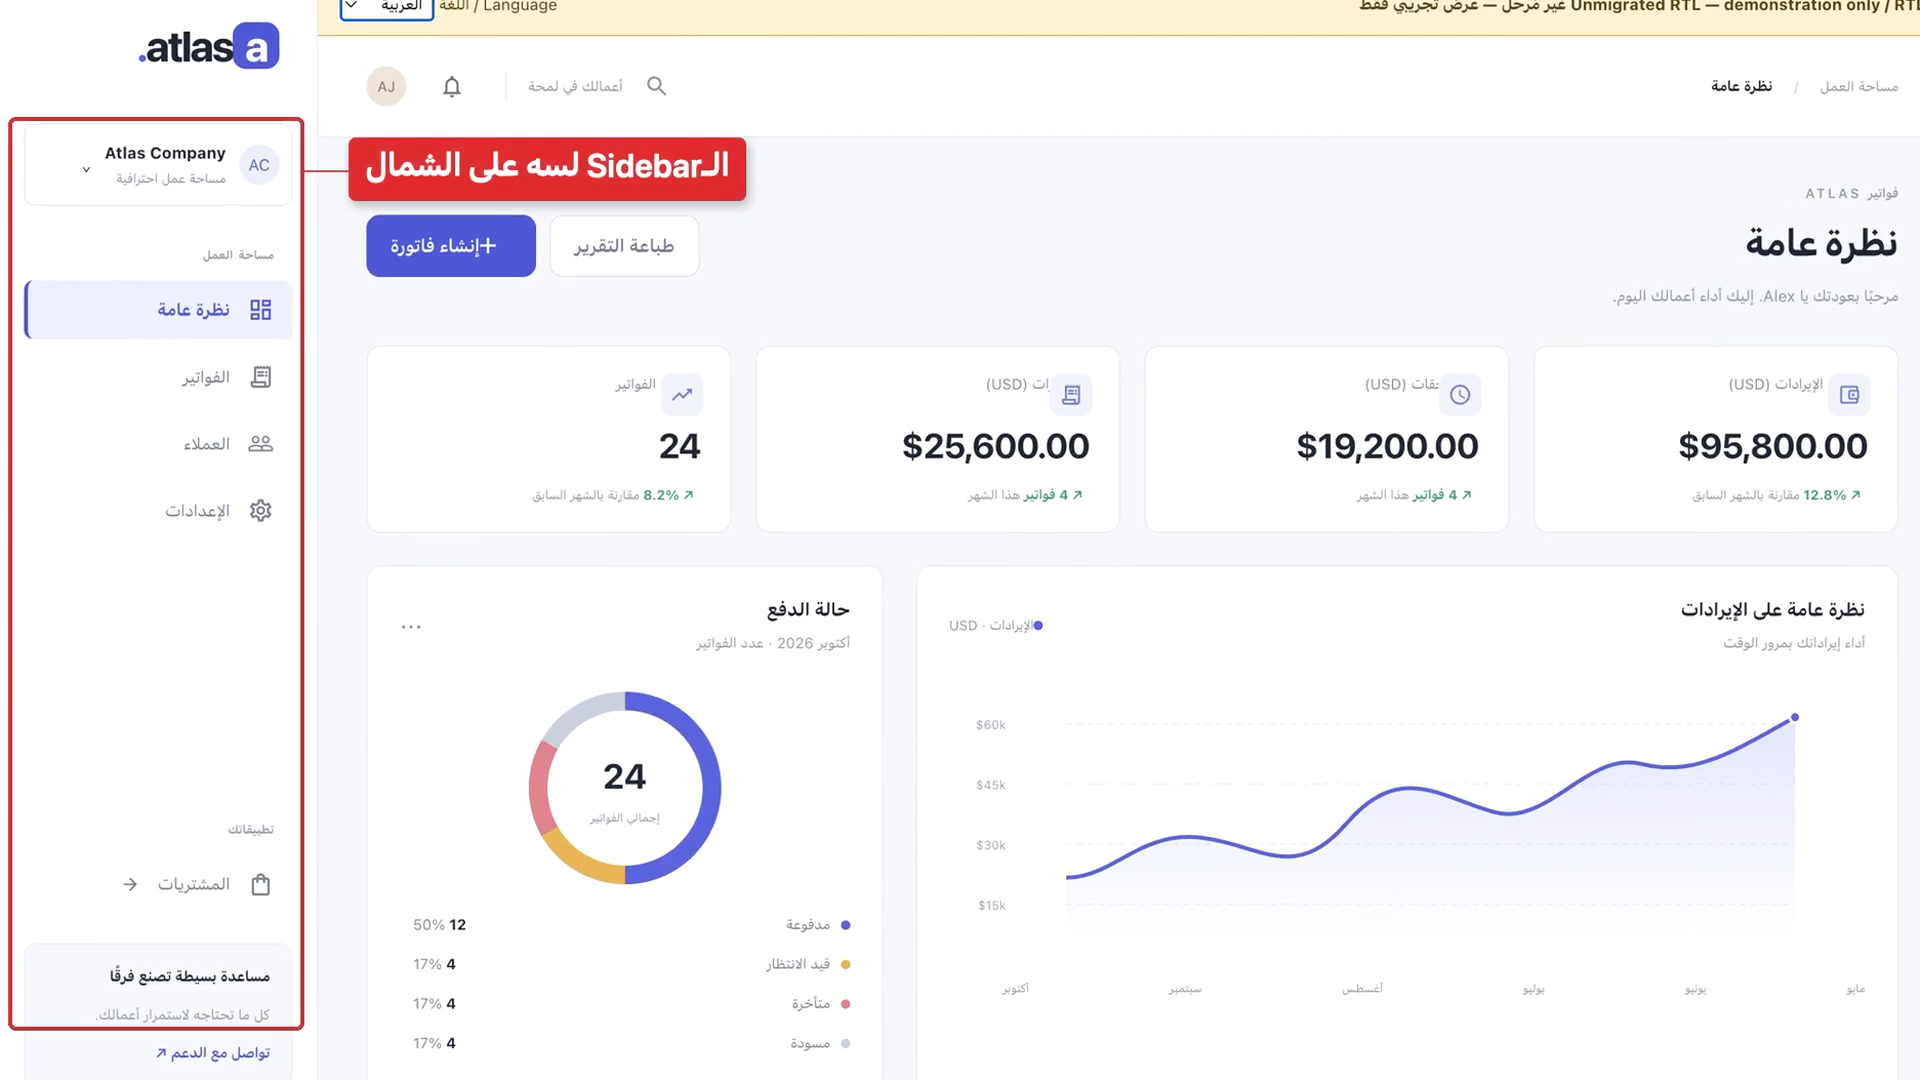 غير مُرحّل — عرض تجريبي فقط Unmigrated RTL — demonstration only / RTL
اللغة / Language
العربية
atlas.
a
مساحة العمل / نظرة عامة
أعمالك في لمحة
AJ
AC
Atlas Company
مساحة عمل احترافية
الـSidebar لسه على الشمال
مساحة العمل
نظرة عامة
الفواتير
العملاء
الإعدادات
تطبيقاتك
المشتريات
مساعدة بسيطة تصنع فرقًا
كل ما تحتاجه لاستمرار أعمالك.
تواصل مع الدعم
فواتير ATLAS
نظرة عامة
مرحبًا بعودتك يا Alex. إليك أداء أعمالك اليوم.
طباعة التقرير
إنشاء فاتورة
الإيرادات (USD)
$95,800.00
12.8% مقارنة بالشهر السابق
(USD)
$19,200.00
4 فواتير هذا الشهر
(USD)
$25,600.00
4 فواتير هذا الشهر
الفواتير
24
8.2% مقارنة بالشهر السابق
نظرة عامة على الإيرادات
أداء إيراداتك بمرور الوقت
الإيرادات · USD
$60k
$45k
$30k
$15k
مايو
يونيو
يوليو
أغسطس
سبتمبر
أكتوبر
حالة الدفع
أكتوبر 2026 · عدد الفواتير
24
إجمالي الفواتير
مدفوعة 12 50%
قيد الانتظار 4 17%
متأخرة 4 17%
مسودة 4 17%